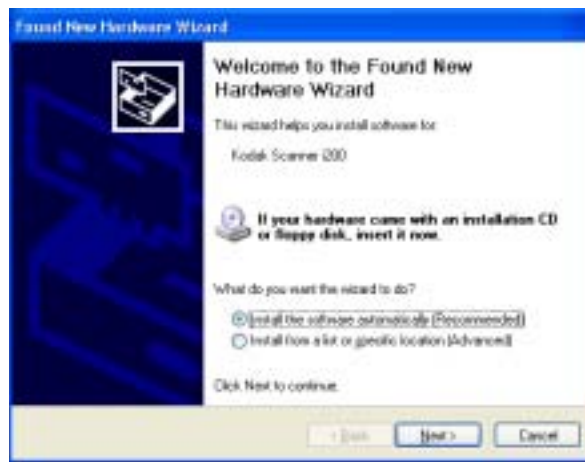 Found New Hardware Wizard
Welcome to the Found New
Hardware Wizard
This wizard helps you install software for:
Kodak Scanner i200
If your hardware came with an installation CD
or floppy disk, insert it now.
What do you want the wizard to do?
Install the software automatically (Recommended)
Install from a list or specific location (Advanced)
Click Next to continue.
< Back
Next >
Cancel